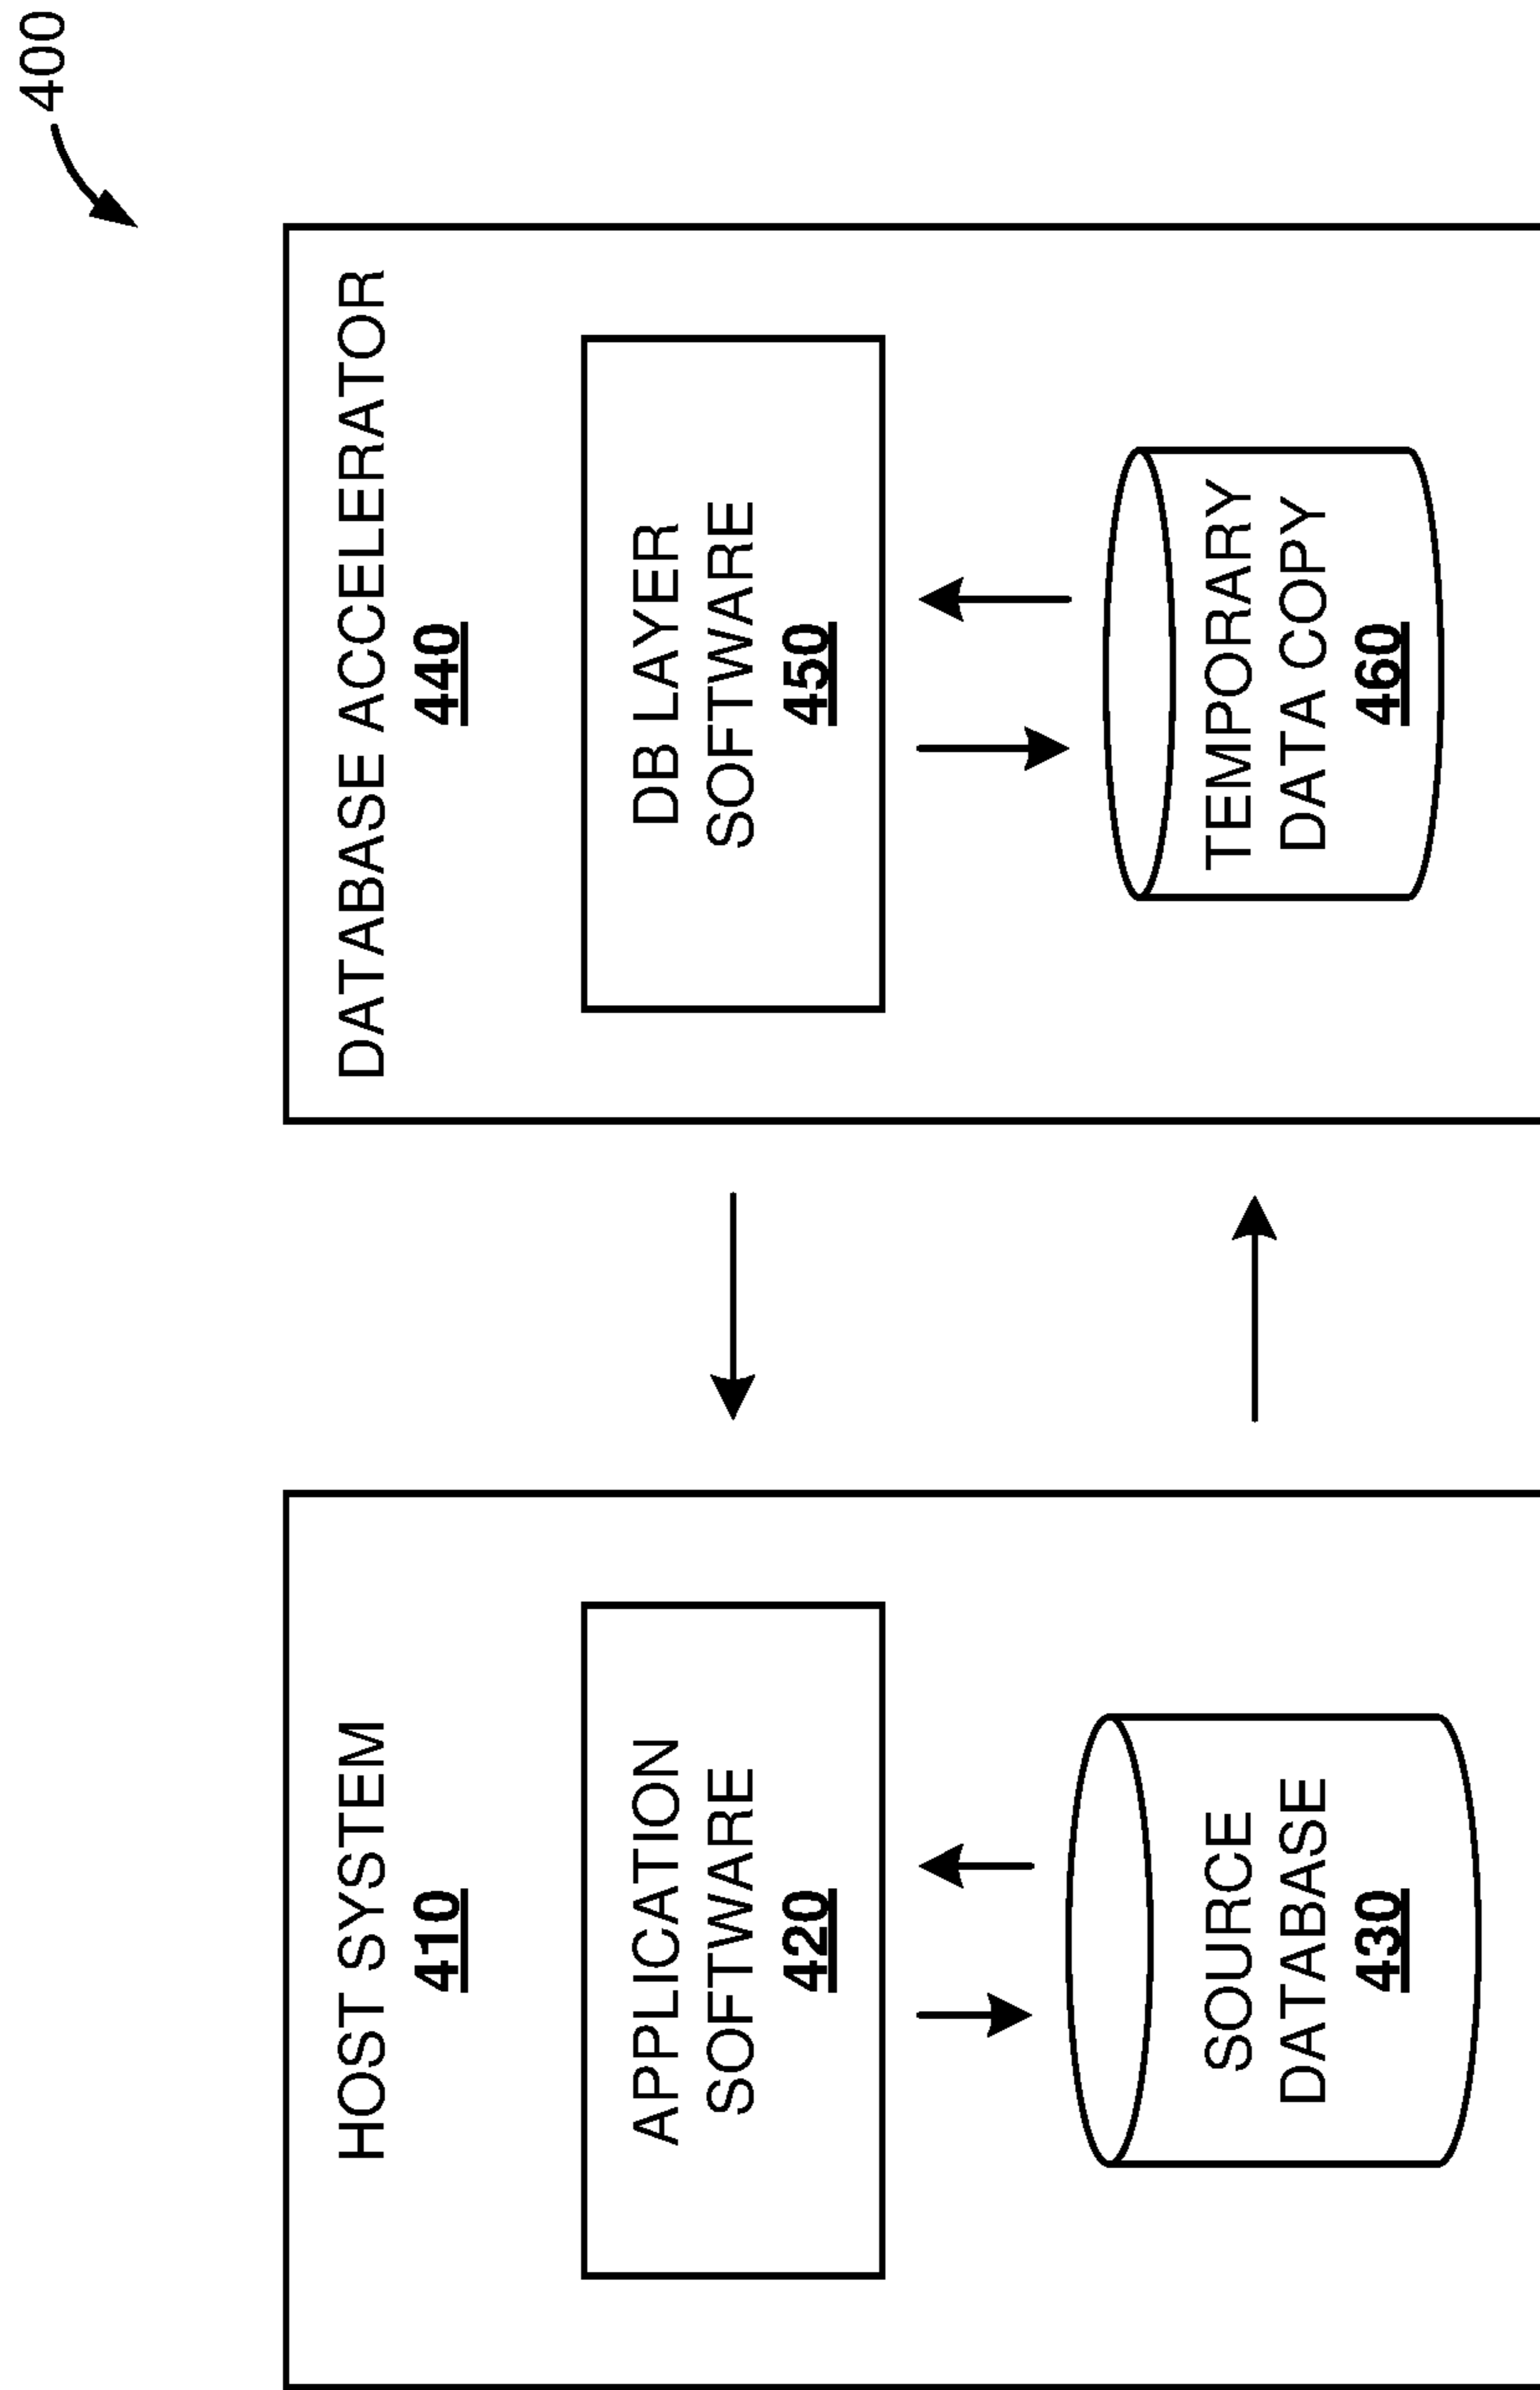 400
HOST SYSTEM
410
APPLICATION
SOFTWARE
420
SOURCE
DATABASE
430
DATABASE ACCELERATOR
440
DB LAYER
SOFTWARE
450
TEMPORARY
DATA COPY
460